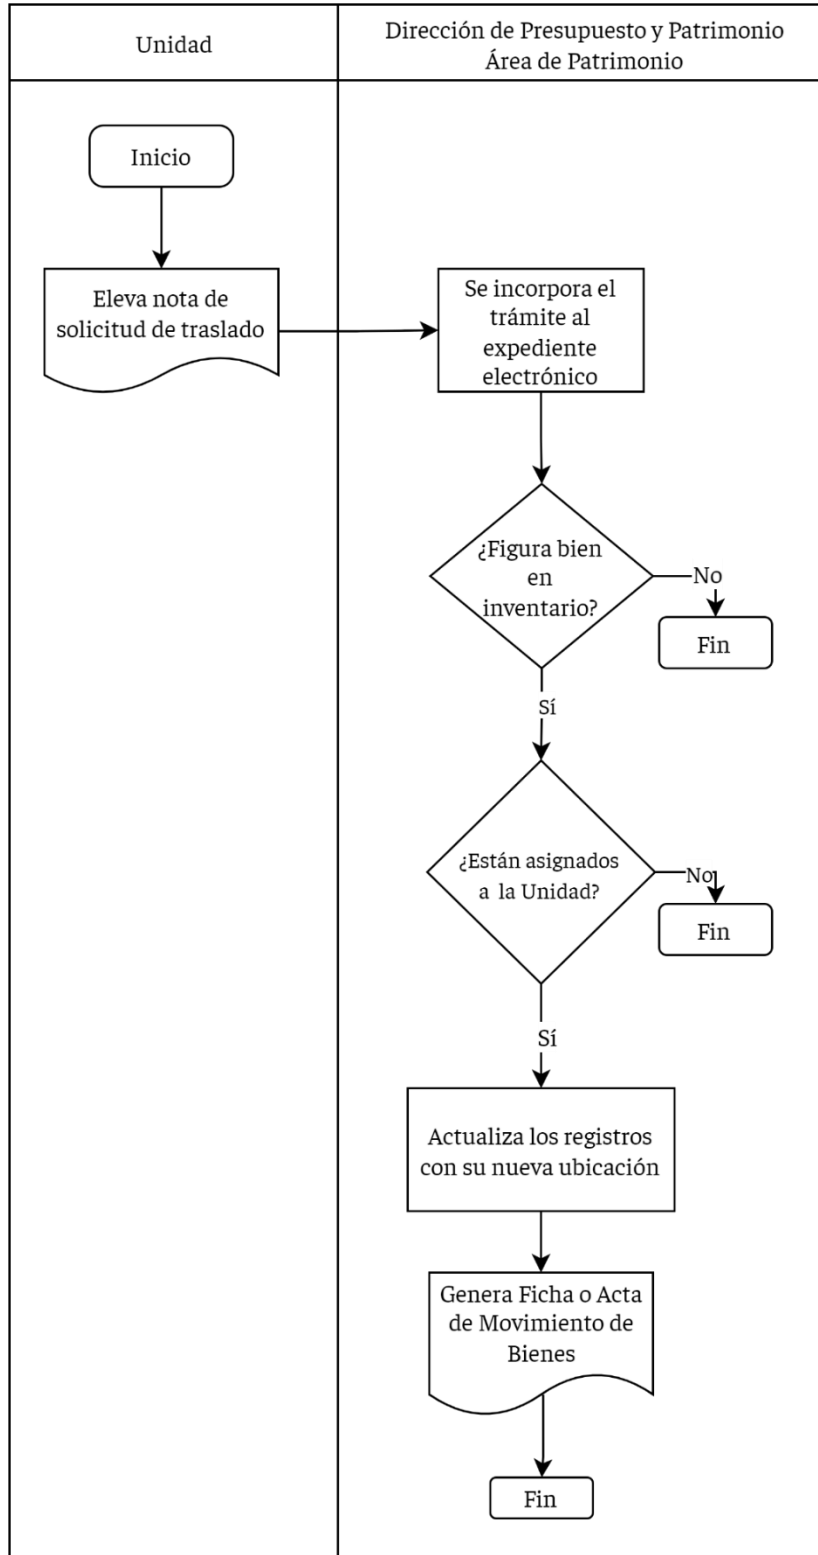 Unidad
Dirección de Presupuesto y Patrimonio
Área de Patrimonio
Inicio
Eleva nota de
solicitud de traslado
Se incorpora el
trámite al
expediente
electrónico
¿Figura bien
en
inventario?
No
Fin
Sí
¿Están asignados
a la Unidad?
No
Fin
Sí
Actualiza los registros
con su nueva ubicación
Genera Ficha o Acta
de Movimiento de
Bienes
Fin